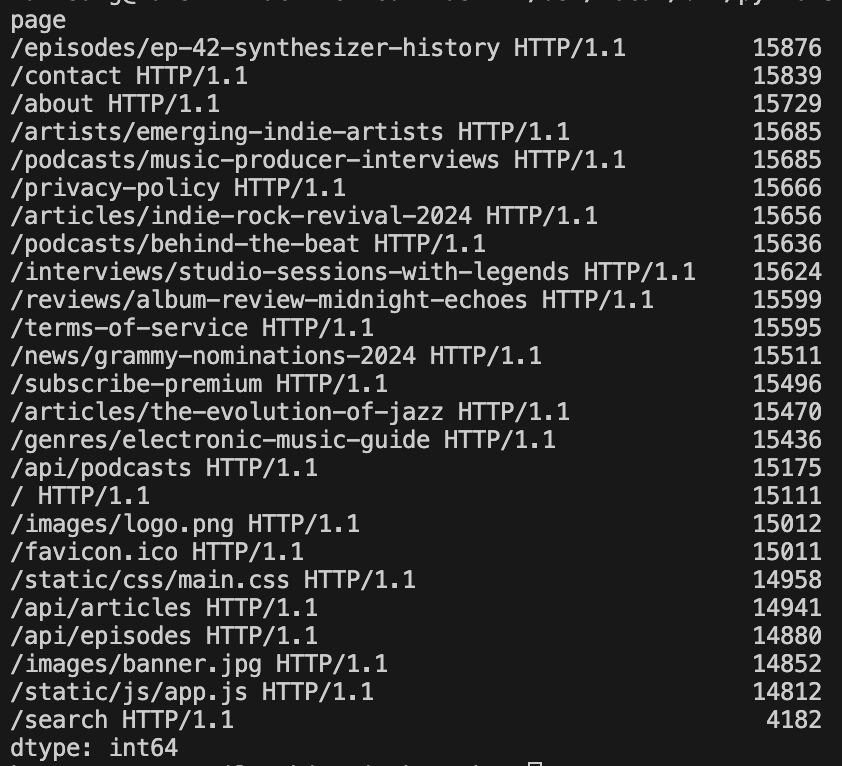 page
/episodes/ep-42-synthesizer-history HTTP/1.1 15876
/contact HTTP/1.1 15839
/about HTTP/1.1 15729
/artists/emerging-indie-artists HTTP/1.1 15685
/podcasts/music-producer-interviews HTTP/1.1 15685
/privacy-policy HTTP/1.1 15666
/articles/indie-rock-revival-2024 HTTP/1.1 15656
/podcasts/behind-the-beat HTTP/1.1 15636
/interviews/studio-sessions-with-legends HTTP/1.1 15624
/reviews/album-review-midnight-echoes HTTP/1.1 15599
/terms-of-service HTTP/1.1 15595
/news/grammy-nominations-2024 HTTP/1.1 15511
/subscribe-premium HTTP/1.1 15496
/articles/the-evolution-of-jazz HTTP/1.1 15470
/genres/electronic-music-guide HTTP/1.1 15436
/api/podcasts HTTP/1.1 15175
/ HTTP/1.1 15111
/images/logo.png HTTP/1.1 15012
/favicon.ico HTTP/1.1 15011
/static/css/main.css HTTP/1.1 14958
/api/articles HTTP/1.1 14941
/api/episodes HTTP/1.1 14880
/images/banner.jpg HTTP/1.1 14852
/static/js/app.js HTTP/1.1 14812
/search HTTP/1.1 4182
dtype: int64